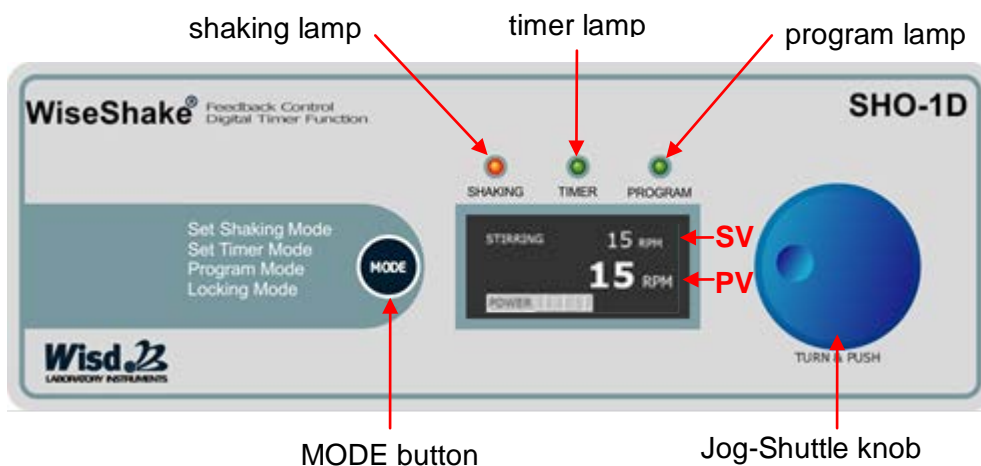 shaking lamp
timer lamp
program lamp
WiseShake® Feedback Control
Digital Timer Function
SHO-1D
SHAKING
TIMER
PROGRAM
Set Shaking Mode
Set Timer Mode
Program Mode
Locking Mode
MODE
STIRRING
15 RPM
SV
15 RPM
PV
POWER
TURN & PUSH
Wisd.23
LABORATORY INSTRUMENTS
MODE button
Jog-Shuttle knob